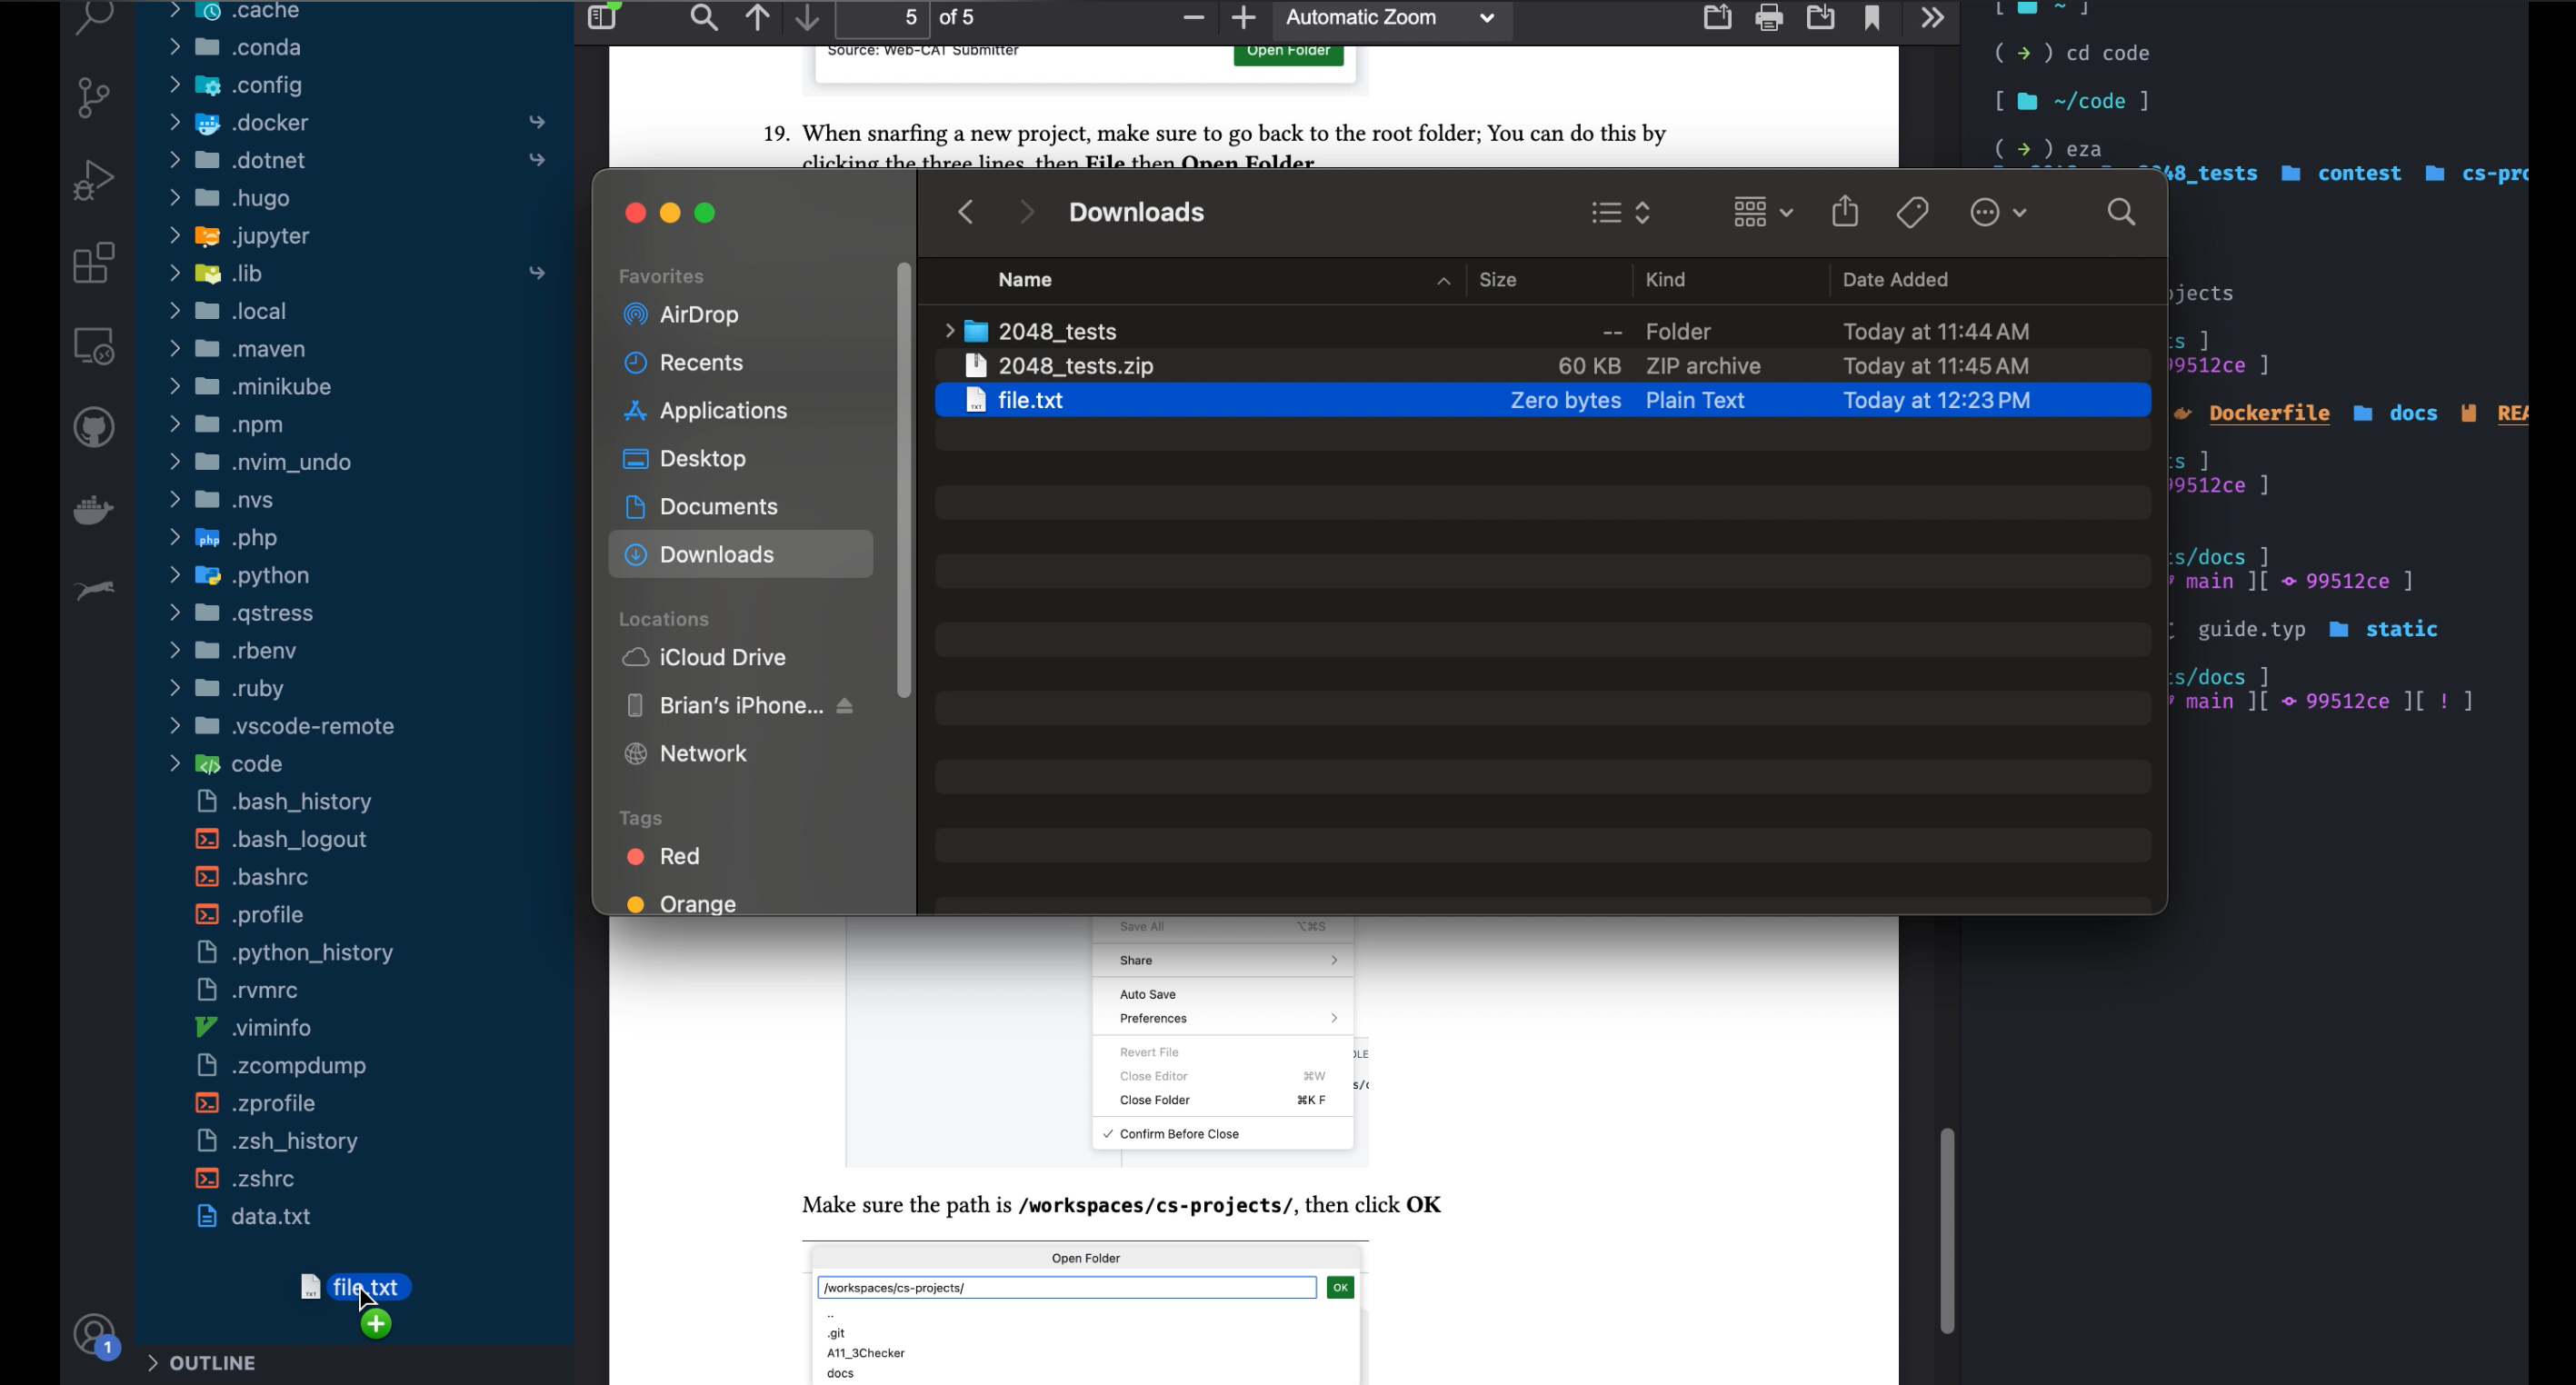 .cache
.conda
.config
.docker
.dotnet
.hugo
.jupyter
.lib
.local
.maven
.minikube
.npm
.nvim_undo
.nvs
.php
.python
.qstress
.rbenv
.ruby
.vscode-remote
code
.bash_history
.bash_logout
.bashrc
.profile
.python_history
.rvmrc
.viminfo
.zcompdump
.zprofile
.zsh_history
.zshrc
data.txt
file.txt
1
OUTLINE
5 of 5
Automatic Zoom
Source: Web-CAT Submitter Open Folder
19. When snarfing a new project, make sure to go back to the root folder; You can do this by
clicking the three lines, then File then Open Folder
Downloads
Favorites
AirDrop
Recents
Applications
Desktop
Documents
Downloads
Locations
iCloud Drive
Brian's iPhone...
Network
Tags
Red
Orange
Name Size Kind Date Added
2048_tests -- Folder Today at 11:44 AM
2048_tests.zip 60 KB ZIP archive Today at 11:45 AM
file.txt Zero bytes Plain Text Today at 12:23 PM
Save All ⌥⌘S
Share
Auto Save
Preferences
Revert File
Close Editor ⌘W
Close Folder ⌘K F
✓ Confirm Before Close
Make sure the path is /workspaces/cs-projects/, then click OK
Open Folder
/workspaces/cs-projects/ OK
..
.git
A11_3Checker
docs
[ ~ ]
( → ) cd code
[ ~/code ]
( → ) eza
48_tests contest cs-pro
jects
s ]
99512ce ]
Dockerfile docs REA
s ]
99512ce ]
s/docs ]
main ][ 99512ce ]
guide.typ static
s/docs ]
main ][ 99512ce ][ ! ]